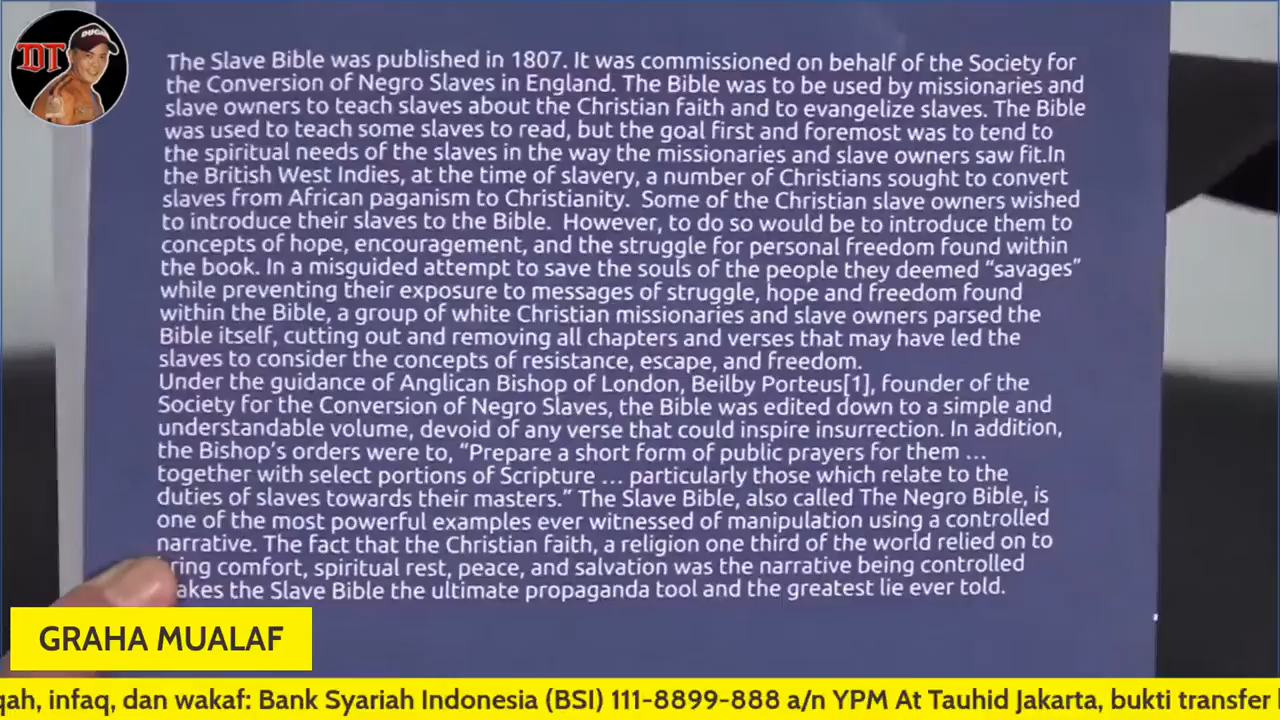 DUCATI
DT
The Slave Bible was published in 1807. It was commissioned on behalf of the Society for
the Conversion of Negro Slaves in England. The Bible was to be used by missionaries and
slave owners to teach slaves about the Christian faith and to evangelize slaves. The Bible
was used to teach some slaves to read, but the goal first and foremost was to tend to
the spiritual needs of the slaves in the way the missionaries and slave owners saw fit.In
the British West Indies, at the time of slavery, a number of Christians sought to convert
slaves from African paganism to Christianity. Some of the Christian slave owners wished
to introduce their slaves to the Bible. However, to do so would be to introduce them to
concepts of hope, encouragement, and the struggle for personal freedom found within
the book. In a misguided attempt to save the souls of the people they deemed “savages”
while preventing their exposure to messages of struggle, hope and freedom found
within the Bible, a group of white Christian missionaries and slave owners parsed the
Bible itself, cutting out and removing all chapters and verses that may have led the
slaves to consider the concepts of resistance, escape, and freedom.
Under the guidance of Anglican Bishop of London, Beilby Porteus[1], founder of the
Society for the Conversion of Negro Slaves, the Bible was edited down to a simple and
understandable volume, devoid of any verse that could inspire insurrection. In addition,
the Bishop’s orders were to, “Prepare a short form of public prayers for them ...
together with select portions of Scripture ... particularly those which relate to the
duties of slaves towards their masters.” The Slave Bible, also called The Negro Bible, is
one of the most powerful examples ever witnessed of manipulation using a controlled
narrative. The fact that the Christian faith, a religion one third of the world relied on to
ring comfort, spiritual rest, peace, and salvation was the narrative being controlled
akes the Slave Bible the ultimate propaganda tool and the greatest lie ever told.
GRAHA MUALAF
qah, infaq, dan wakaf: Bank Syariah Indonesia (BSI) 111-8899-888 a/n YPM At Tauhid Jakarta, bukti transfer